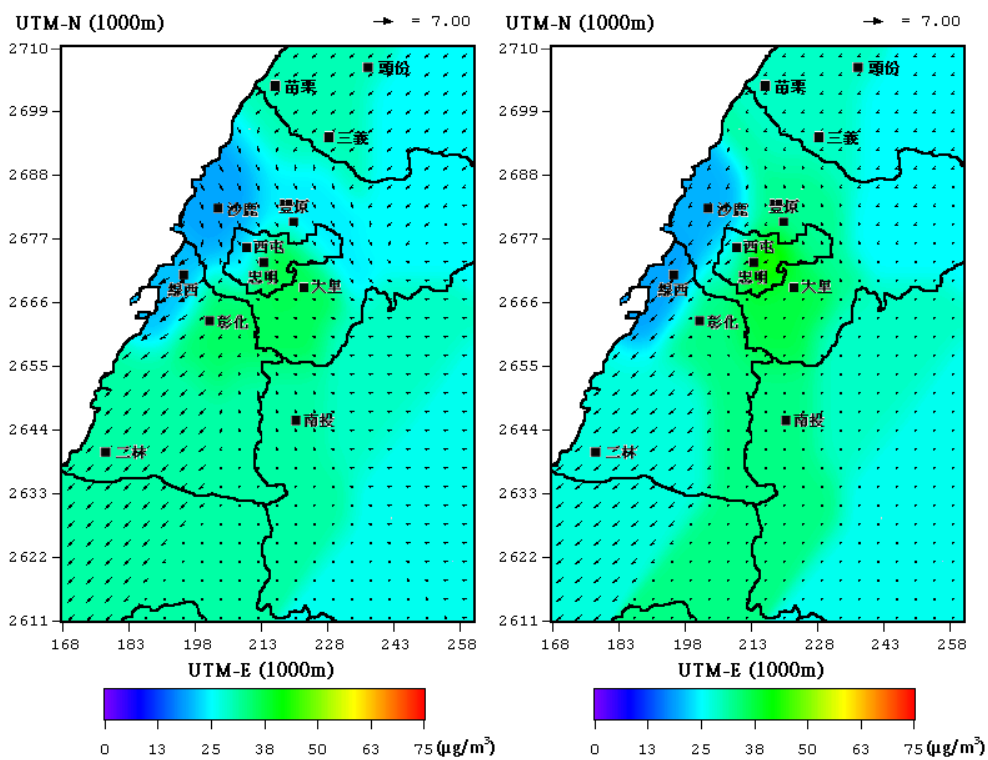 UTM-N (1000m) = 7.00 UTM-N (1000m) = 7.00
2710 2710
頭份 頭份
苗栗 苗栗
2699 2699
三義 三義
2688 2688
沙鹿 豐原 沙鹿 豐原
2677 2677
西屯 西屯
忠明 忠明
線西 大里 線西 大里
2666 2666
彰化 彰化
2655 2655
南投 南投
2644 2644
二林 二林
2633 2633
2622 2622
2611 2611
168 183 198 213 228 243 258 168 183 198 213 228 243 258
UTM-E (1000m) UTM-E (1000m)
0 13 25 38 50 63 75 (μg/m³) 0 13 25 38 50 63 75 (μg/m³)